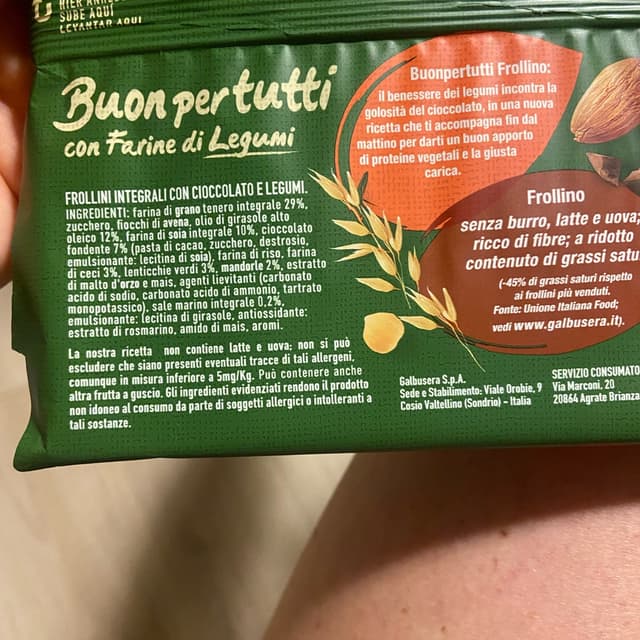 SUBE AQUI
LEVANTAR AQUI
Buon per tutti
con Farine di Legumi
FROLLINI INTEGRALI CON CIOCCOLATO E LEGUMI.
INGREDIENTI: farina di grano tenero integrale 29%,
zucchero, fiocchi di avena, olio di girasole alto
oleico 12%, farina di soia integrale 10%, cioccolato
fondente 7% (pasta di cacao, zucchero, destrosio,
emulsionante: lecitina di soia), farina di riso, farina
di ceci 3%, lenticchie verdi 3%, mandorle 2%, estratto
di malto d'orzo e mais, agenti lievitanti (carbonato
acido di sodio, carbonato acido di ammonio, tartrato
monopotassico), sale marino integrale 0,2%,
emulsionante: lecitina di girasole, antiossidante:
estratto di rosmarino, amido di mais, aromi.
La nostra ricetta non contiene latte e uova; non si può
escludere che siano presenti eventuali tracce di tali allergeni,
comunque in misura inferiore a 5mg/Kg. Può contenere anche
altra frutta a guscio. Gli ingredienti evidenziati rendono il prodotto
non idoneo al consumo da parte di soggetti allergici o intolleranti a
tali sostanze.
Buonpertutti Frollino:
il benessere dei legumi incontra la
golosità del cioccolato, in una nuova
ricetta che ti accompagna fin dal
mattino per darti un buon apporto
di proteine vegetali e la giusta
carica.
Frollino
senza burro, latte e uova;
ricco di fibre; a ridotto
contenuto di grassi satu
(-45% di grassi saturi rispetto
ai frollini più venduti.
Fonte: Unione Italiana Food;
vedi www.galbusera.it).
Galbusera S.p.A.
Sede e Stabilimento: Viale Orobie, 9
Cosio Valtellino (Sondrio) - Italia
SERVIZIO CONSUMATO
Via Marconi, 20
20864 Agrate Brianza